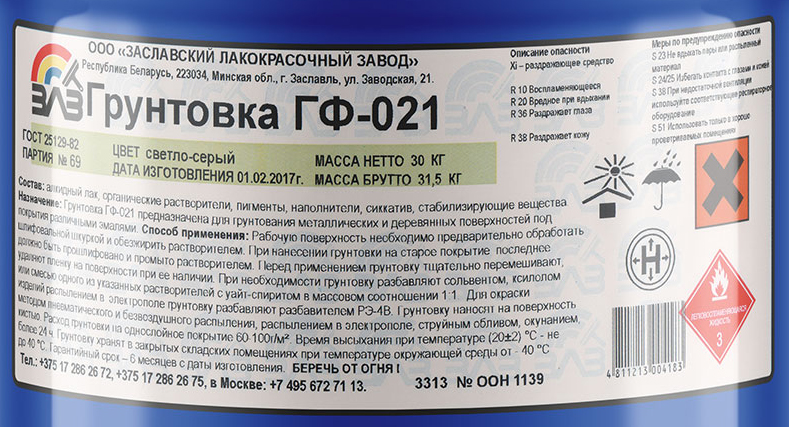 ООО «ЗАСЛАВСКИЙ ЛАКОКРАСОЧНЫЙ ЗАВОД»
Республика Беларусь, 223034, Минская обл., г. Заславль, ул. Заводская, 21.
ЗЛЗ
Грунтовка ГФ-021
ГОСТ 25129-82
ПАРТИЯ № 69
ЦВЕТ светло-серый
ДАТА ИЗГОТОВЛЕНИЯ 01.02.2017г.
МАССА НЕТТО 30 КГ
МАССА БРУТТО 31,5 КГ
Состав: алкидный лак, органические растворители, пигменты, наполнители, сиккатив, стабилизирующие вещества
Назначение: Грунтовка ГФ-021 предназначена для грунтования металлических и деревянных поверхностей под
покрытия различными эмалями. Способ применения: Рабочую поверхность необходимо предварительно обработать
шлифовальной шкуркой и обезжирить растворителем. При нанесении грунтовки на старое покрытие последнее
должно быть прошлифовано и промыто растворителем. Перед применением грунтовку тщательно перемешивают,
удаляют пленку на поверхности при ее наличии. При необходимости грунтовку разбавляют сольвентом, ксилолом
или смесью одного из указанных растворителей с уайт-спиритом в массовом соотношении 1:1. Для окраски
изделий распылением в электрополе грунтовку разбавляют разбавителем РЭ-4В. Грунтовку наносят на поверхность
методом пневматического и безвоздушного распыления, распылением в электрополе, струйным обливом, окунанием,
кистью. Расход грунтовки на однослойное покрытие 60-100г/м². Время высыхания при температуре (20±2) °С - не
более 24 ч. Грунтовку хранят в закрытых складских помещениях при температуре окружающей среды от - 40 °С
до 40 °С. Гарантийный срок – 6 месяцев с даты изготовления. БЕРЕЧЬ ОТ ОГНЯ !
Тел.: +375 17 286 26 72, +375 17 286 26 75, в Москве: +7 495 672 71 13.
3313 № ООН 1139
Описание опасности
Xi – раздражающее средство
R 10 Воспламеняющееся
R 20 Вредное при вдыхании
R 36 Раздражает глаза
R 38 Раздражает кожу
Меры по предупреждению опасности
S 23 Не вдыхать пары или распыленный
материал
S 24/25 Избегать контакта с глазами и кожей
S 38 При недостаточной вентиляции
используйте соответствующее респираторное
оборудование
S 51 Использовать только в хорошо
проветриваемых помещениях
Н
ЛЕГКОВОСПЛАМЕНЯЮЩАЯСЯ
ЖИДКОСТЬ
3
4811213004183